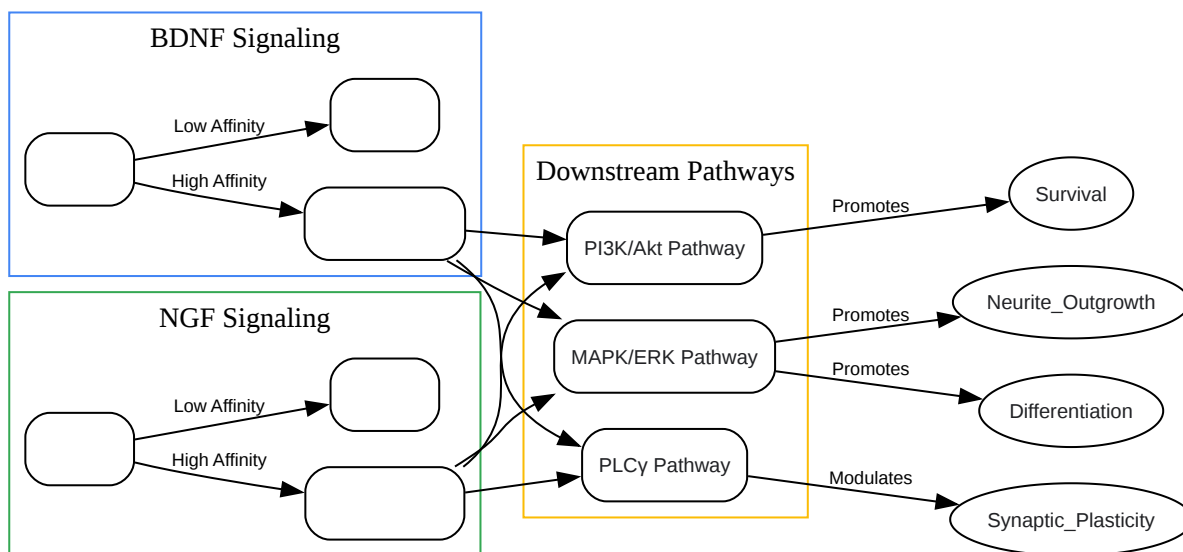 BDNF Signaling
Low Affinity
High Affinity
NGF Signaling
Low Affinity
High Affinity
Downstream Pathways
PI3K/Akt Pathway
MAPK/ERK Pathway
PLCγ Pathway
Promotes
Promotes
Promotes
Modulates
Survival
Neurite_Outgrowth
Differentiation
Synaptic_Plasticity